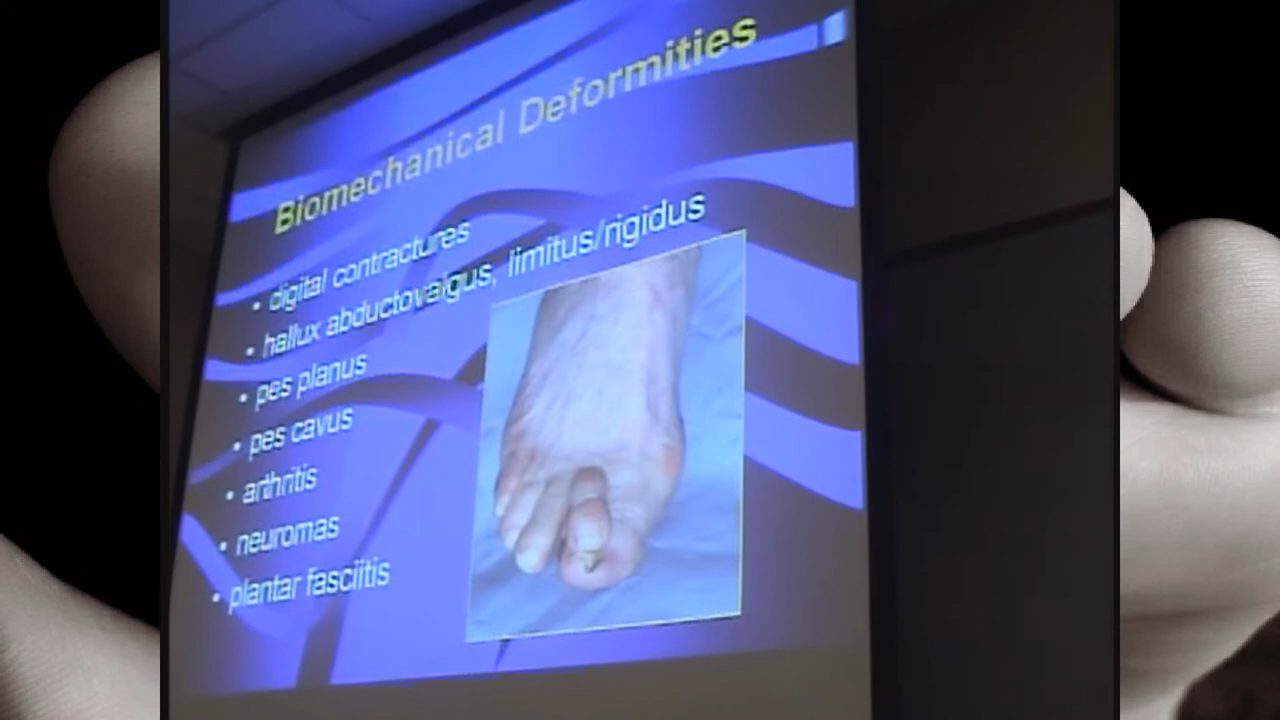 Biomechanical Deformities
• digital contractures
• hallux abductovalgus, limitus/rigidus
• pes planus
• pes cavus
• arthritis
• neuromas
• plantar fasciitis